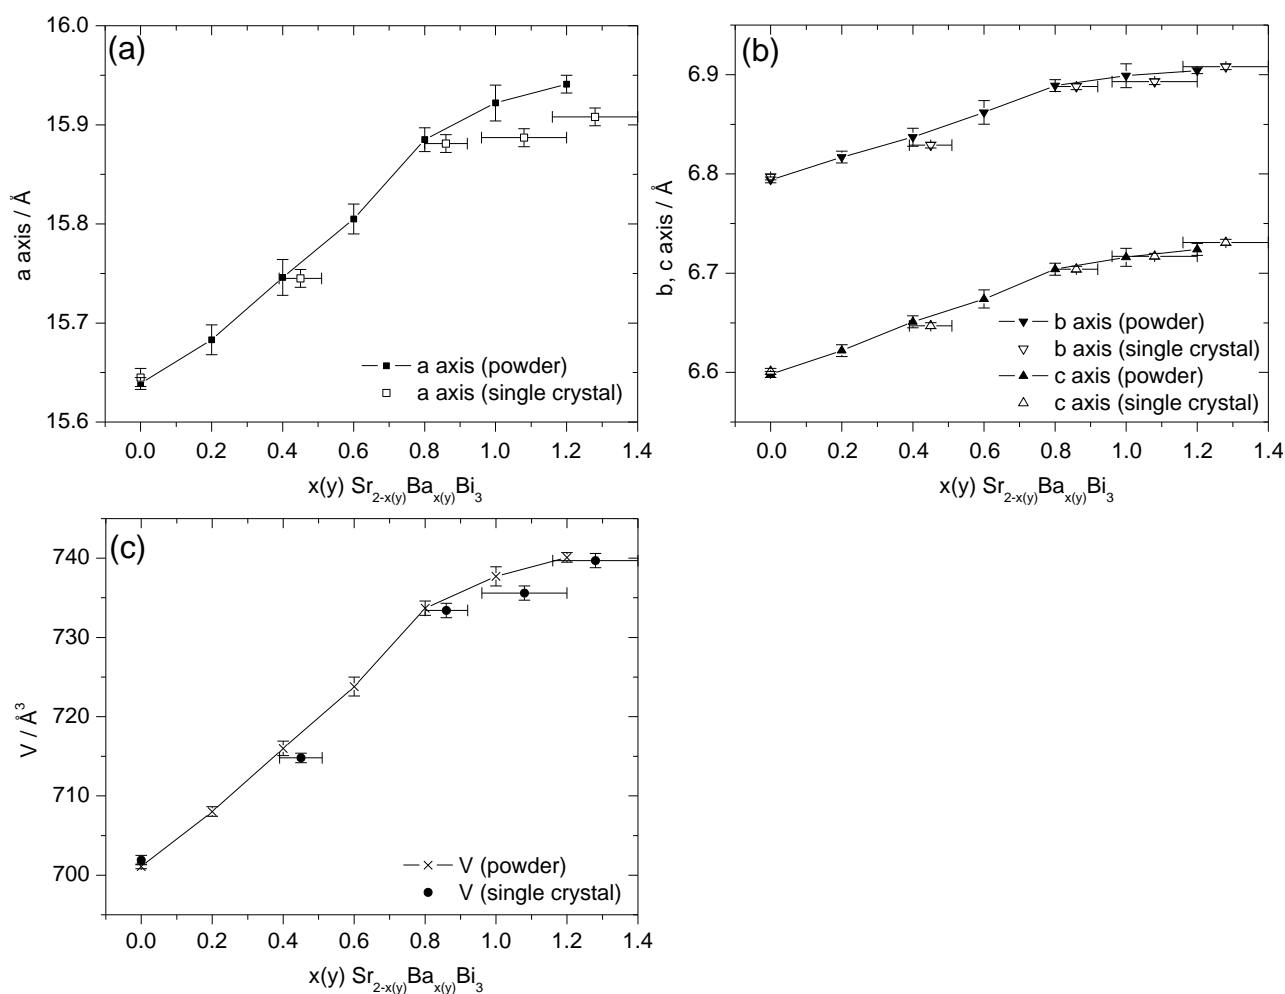 (a)
16.0
15.9
15.8
15.7
15.6
a axis / Å
a axis (powder)
a axis (single crystal)
0.0 0.2 0.4 0.6 0.8 1.0 1.2 1.4
x(y) Sr2-x(y)Bax(y)Bi3
(b)
6.9
6.8
6.7
6.6
b, c axis / Å
b axis (powder)
b axis (single crystal)
c axis (powder)
c axis (single crystal)
0.0 0.2 0.4 0.6 0.8 1.0 1.2 1.4
x(y) Sr2-x(y)Bax(y)Bi3
(c)
740
730
720
710
700
V / Å3
V (powder)
V (single crystal)
0.0 0.2 0.4 0.6 0.8 1.0 1.2 1.4
x(y) Sr2-x(y)Bax(y)Bi3